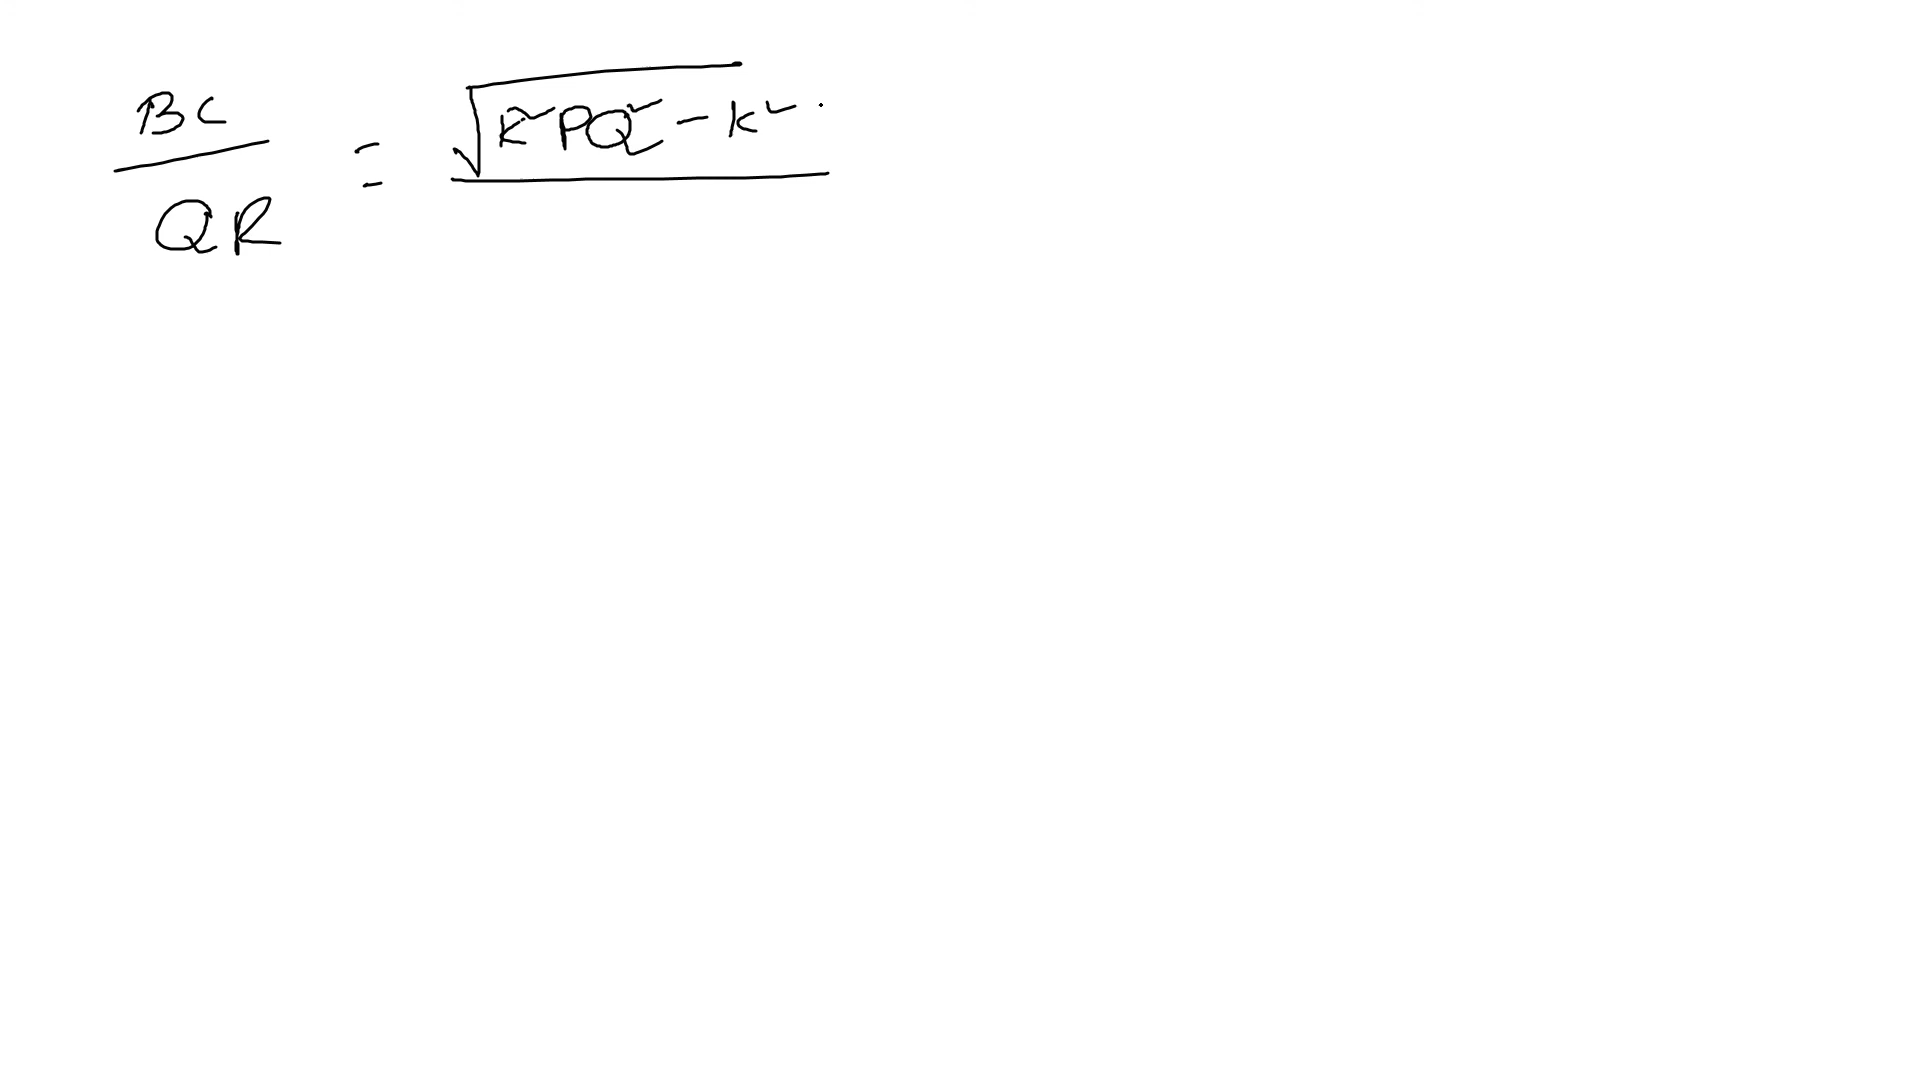 BC/QR = √(K²PQ² - K² .)/